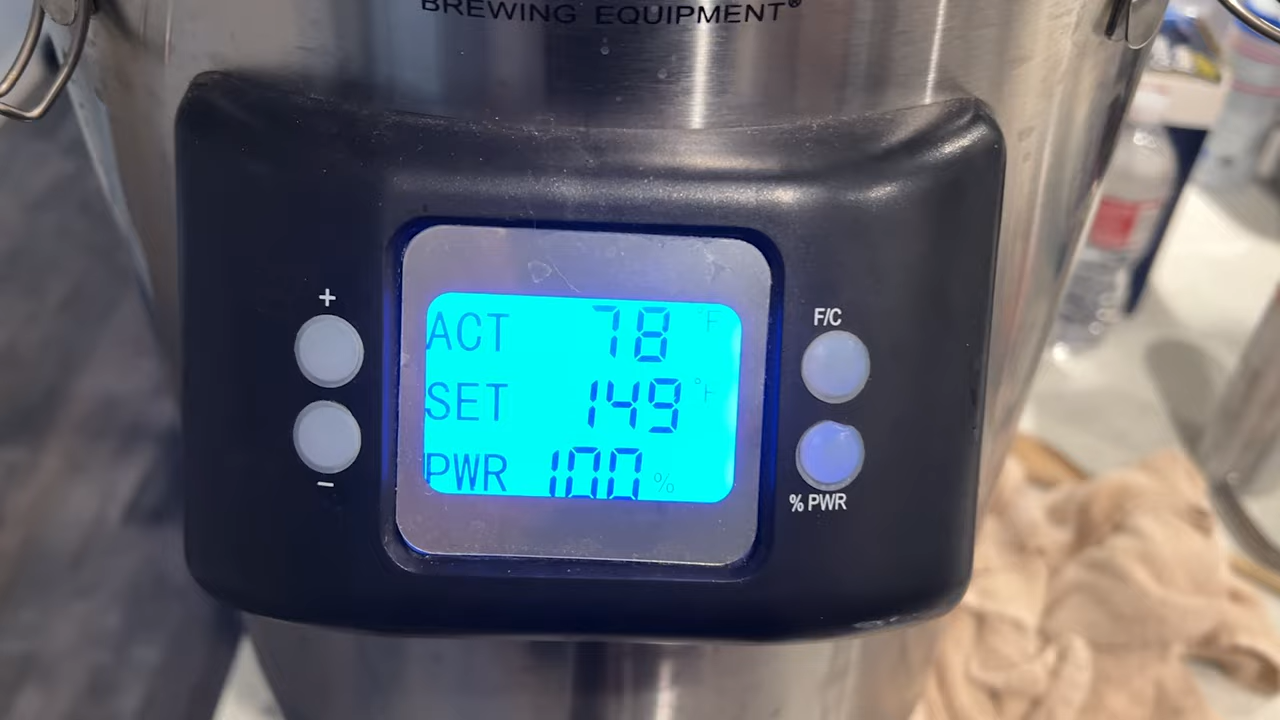 BREWING EQUIPMENT®
+
−
ACT 78 °F
SET 149 °F
PWR 100 %
F/C
% PWR